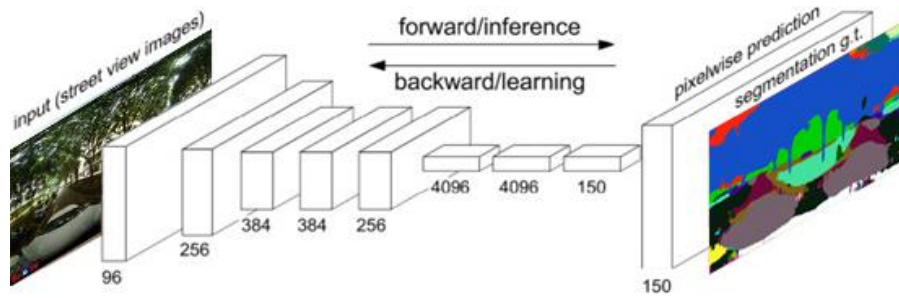 input (street view images)
forward/inference
backward/learning
pixelwise prediction
segmentation g.t.
96
256
384
384
256
4096
4096
150
150